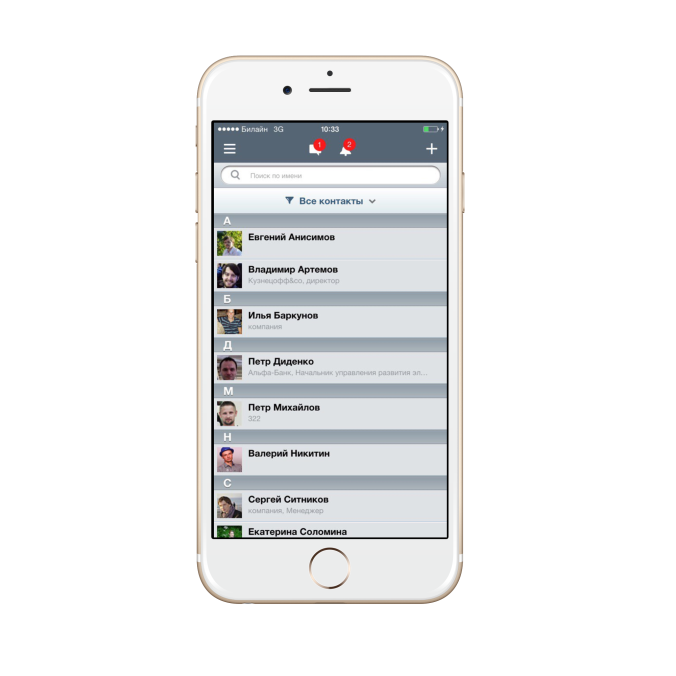 Билайн 3G 10:33
1 2
Поиск по имени
Все контакты
А
Евгений Анисимов
Владимир Артемов
Кузнецофф&co, директор
Б
Илья Баркунов
компания
Д
Петр Диденко
Альфа-Банк, Начальник управления развития эл...
М
Петр Михайлов
322
Н
Валерий Никитин
С
Сергей Ситников
компания, Менеджер
Екатерина Соломина